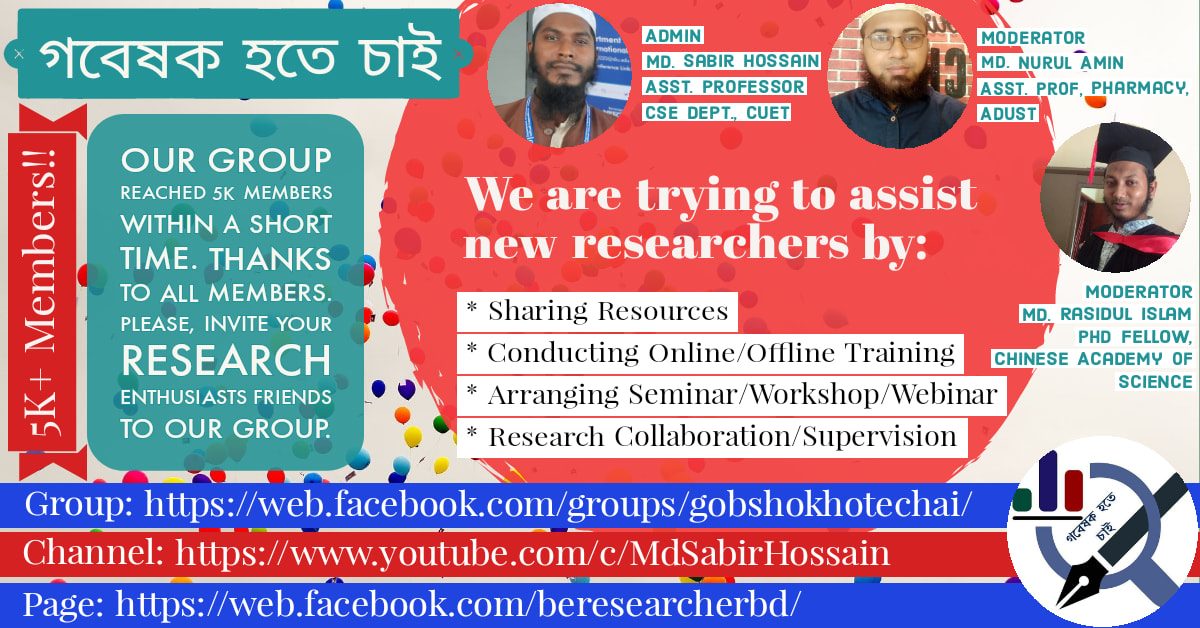 গবেষক হতে চাই
5K+ Members!!
OUR GROUP
REACHED 5K MEMBERS
WITHIN A SHORT
TIME. THANKS
TO ALL MEMBERS.
PLEASE, INVITE YOUR
RESEARCH
ENTHUSIASTS FRIENDS
TO OUR GROUP.
ADMIN
MD. SABIR HOSSAIN
ASST. PROFESSOR
CSE DEPT., CUET
MODERATOR
MD. NURUL AMIN
ASST. PROF, PHARMACY,
ADUST
MODERATOR
MD. RASIDUL ISLAM
PHD FELLOW,
CHINESE ACADEMY OF
SCIENCE
We are trying to assist
new researchers by:
* Sharing Resources
* Conducting Online/Offline Training
* Arranging Seminar/Workshop/Webinar
* Research Collaboration/Supervision
Group: https://web.facebook.com/groups/gobshokhotechai/
Channel: https://www.youtube.com/c/MdSabirHossain
Page: https://web.facebook.com/beresearcherbd/
গবেষক হতে
চাই